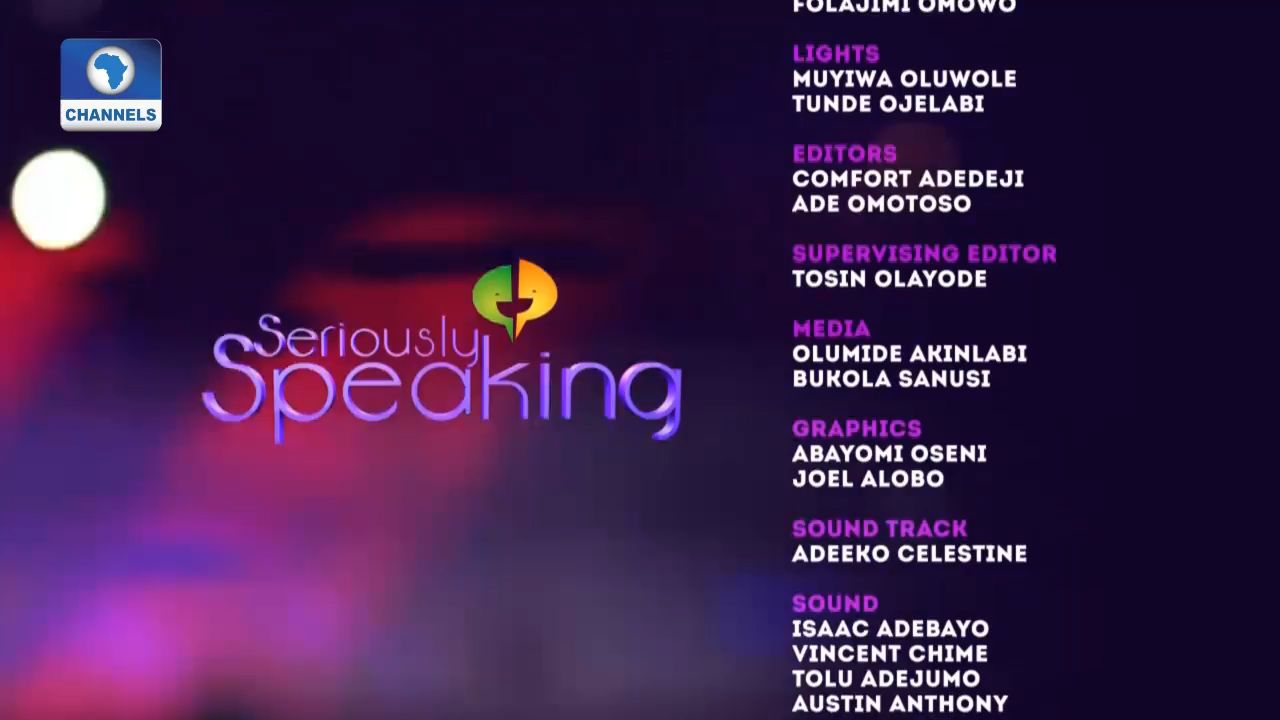 CHANNELS
Seriously
Speaking
FOLAJIMI OMOWO
LIGHTS
MUYIWA OLUWOLE
TUNDE OJELABI
EDITORS
COMFORT ADEDEJI
ADE OMOTOSO
SUPERVISING EDITOR
TOSIN OLAYODE
MEDIA
OLUMIDE AKINLABI
BUKOLA SANUSI
GRAPHICS
ABAYOMI OSENI
JOEL ALOBO
SOUND TRACK
ADEEKO CELESTINE
SOUND
ISAAC ADEBAYO
VINCENT CHIME
TOLU ADEJUMO
AUSTIN ANTHONY